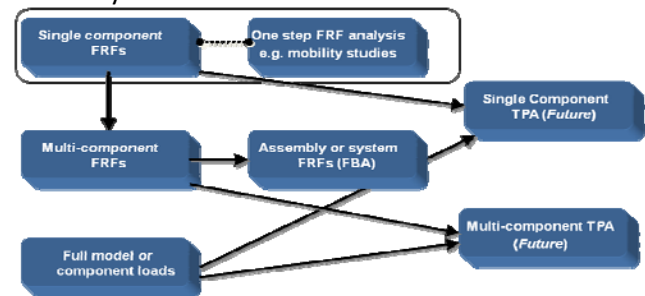 Single component
FRFs
One step FRF analysis
e.g. mobility studies
Single Component
TPA (Future)
Multi-component
FRFs
Assembly or system
FRFs (FBA)
Multi-component TPA
(Future)
Full model or
component loads